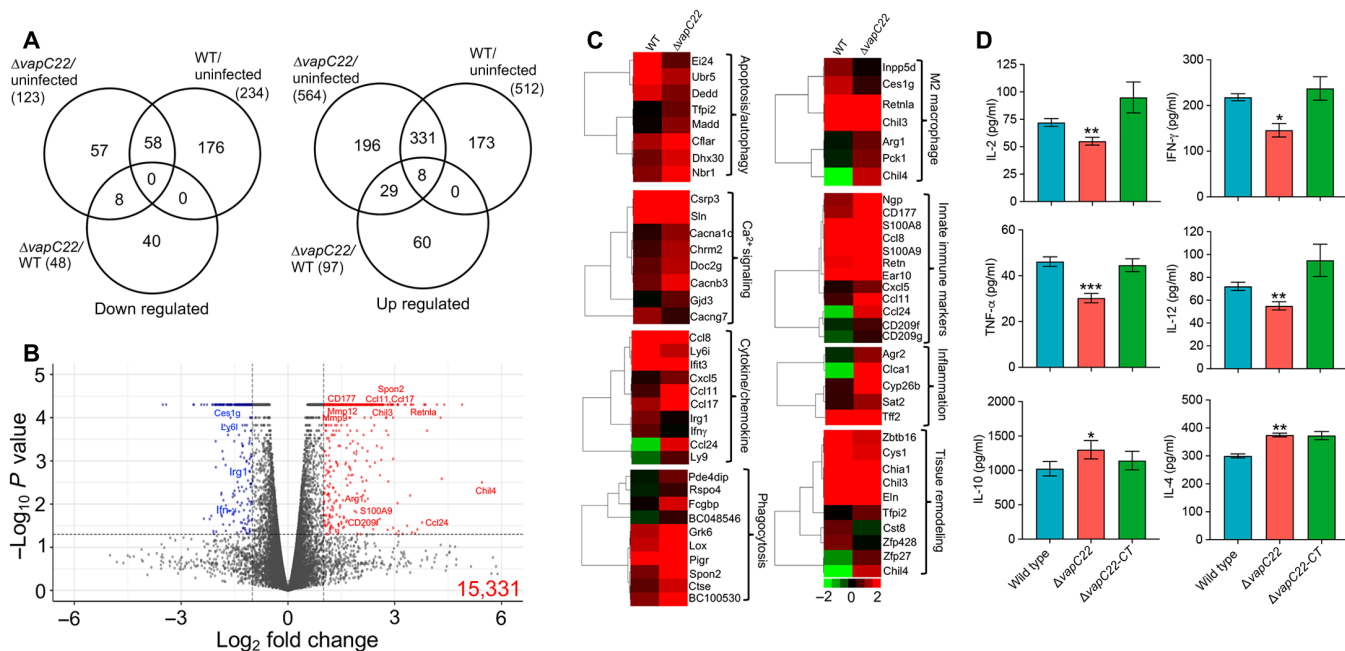 A
ΔvapC22/
uninfected
(123)
WT/
uninfected
(234)
57
58
176
0
8
0
40
ΔvapC22/
WT (48)
Down regulated
ΔvapC22/
uninfected
(564)
WT/
uninfected
(512)
196
331
173
8
29
0
60
ΔvapC22/
WT (97)
Up regulated
B
–Log10 P value
5
4
3
2
1
0
–6
–3
0
3
6
Log2 fold change
Ces1g
Ly6I
Irg1
Ifn-γ
Spon2
CD177
Ccl11,Ccl17
Mmp12
Mmp9
Chil3
Retnla
Chil4
Arg1
S100A9
CD209f
Ccl24
15,331
C
WT
ΔvapC22
Ei24
Ubr5
Dedd
Tfpi2
Madd
Cflar
Dhx30
Nbr1
Apoptosis/autophagy
Csrp3
Sln
Cacna1c
Chrm2
Doc2g
Cacnb3
Gjd3
Cacng7
Ca2+ signaling
Ccl8
Ly6i
Ifit3
Cxcl5
Ccl11
Ccl17
Irg1
Ifnγ
Ccl24
Ly9
Cytokine/chemokine
Pde4dip
Rspo4
Fcgbp
BC048546
Grk6
Lox
Pigr
Spon2
Ctse
BC100530
Phagocytosis
WT
ΔvapC22
Inpp5d
Ces1g
Retnla
Chil3
Arg1
Pck1
Chil4
M2 macrophage
Ngp
CD177
S100A8
Ccl8
S100A9
Retn
Ear10
Cxcl5
Ccl11
Ccl24
CD209f
CD209g
Innate immune markers
Agr2
Clca1
Cyp26b
Sat2
Tff2
Inflammation
Zbtb16
Cys1
Chia1
Chil3
Eln
Tfpi2
Cst8
Zfp428
Zfp27
Chil4
Tissue remodeling
–2 0 2
D
IL-2 (pg/ml)
125
100
75
50
25
0
**
IFN-γ (pg/ml)
300
200
100
0
*
TNF-α (pg/ml)
60
40
20
0
***
IL-12 (pg/ml)
125
100
75
50
25
0
**
IL-10 (pg/ml)
2000
1500
1000
500
0
*
Wild type
ΔvapC22
ΔvapC22-CT
IL-4 (pg/ml)
500
400
300
200
100
0
**
Wild type
ΔvapC22
ΔvapC22-CT